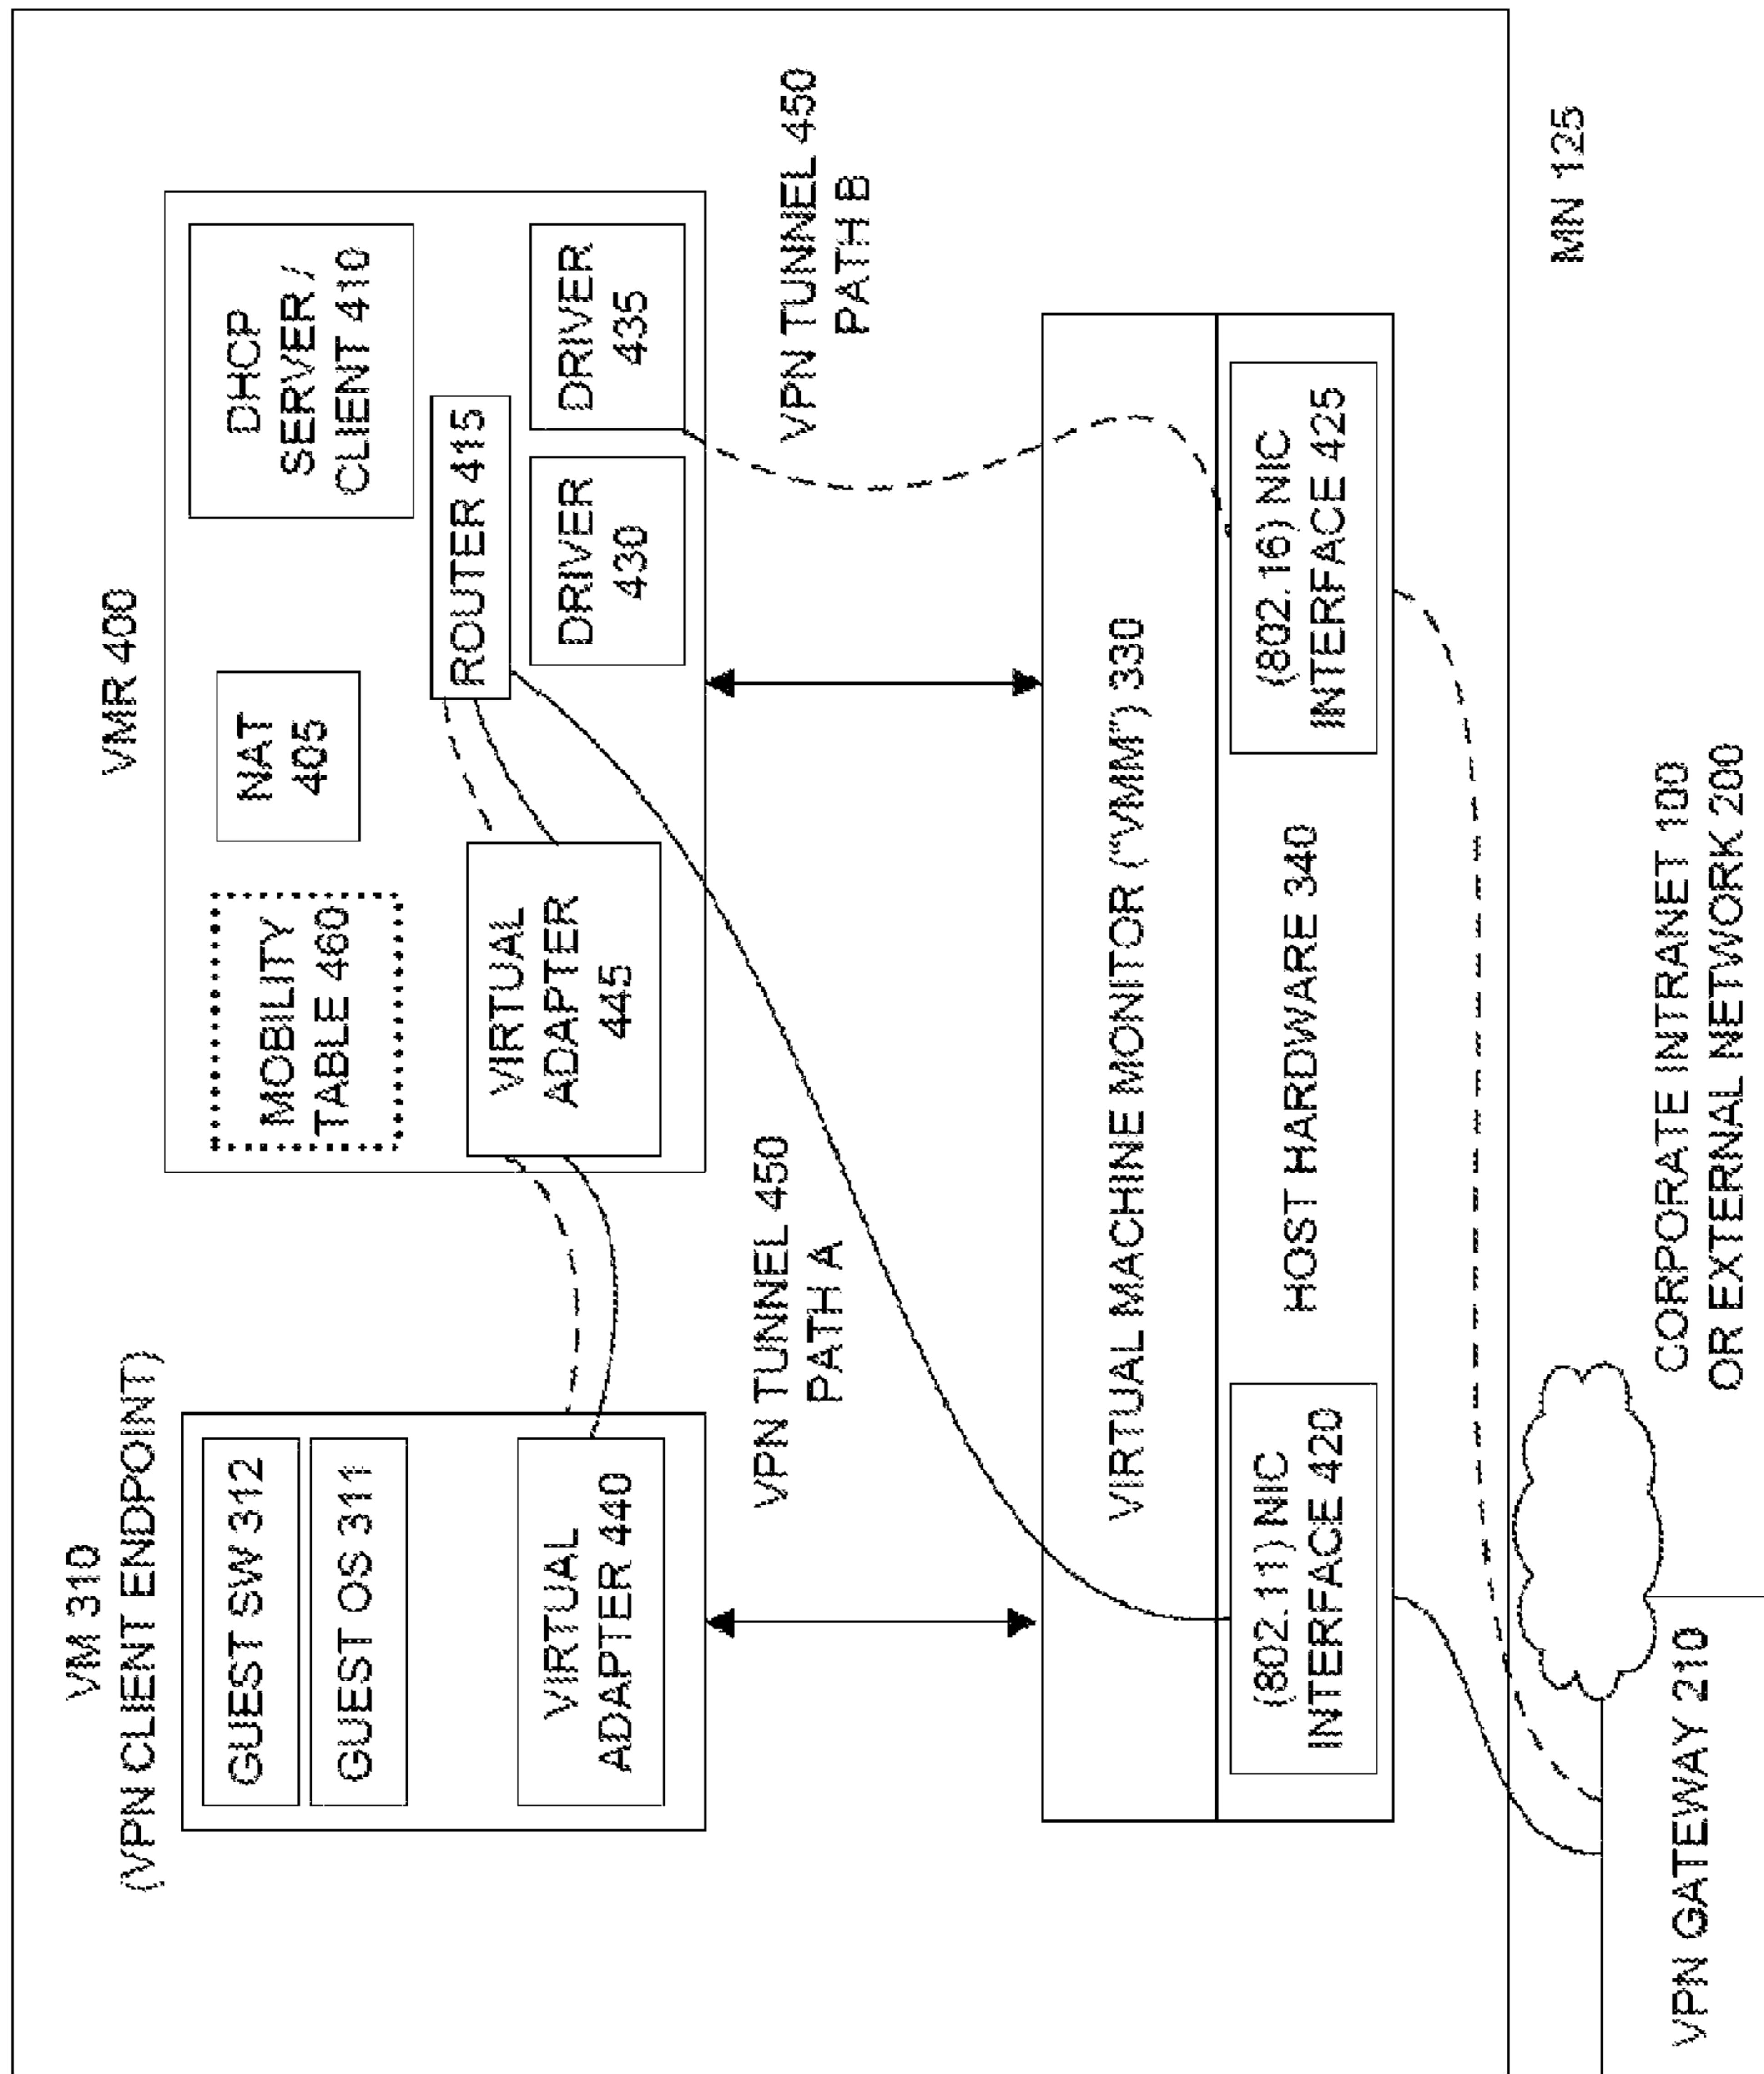 VM 310
(VPN CLIENT ENDPOINT)
GUEST SW 312
GUEST OS 311
VIRTUAL
ADAPTER 440
VMR 400
MOBILITY
TABLE 460
NAT
405
DHCP
SERVER /
CLIENT 410
ROUTER 415
VIRTUAL
ADAPTER
445
DRIVER
430
DRIVER
435
VPN TUNNEL 450
PATH A
VPN TUNNEL 450
PATH B
VIRTUAL MACHINE MONITOR ("VMM") 330
(802.11) NIC
INTERFACE 420
HOST HARDWARE 340
(802.16) NIC
INTERFACE 425
MN 125
CORPORATE INTRANET 100
OR EXTERNAL NETWORK 200
VPN GATEWAY 210